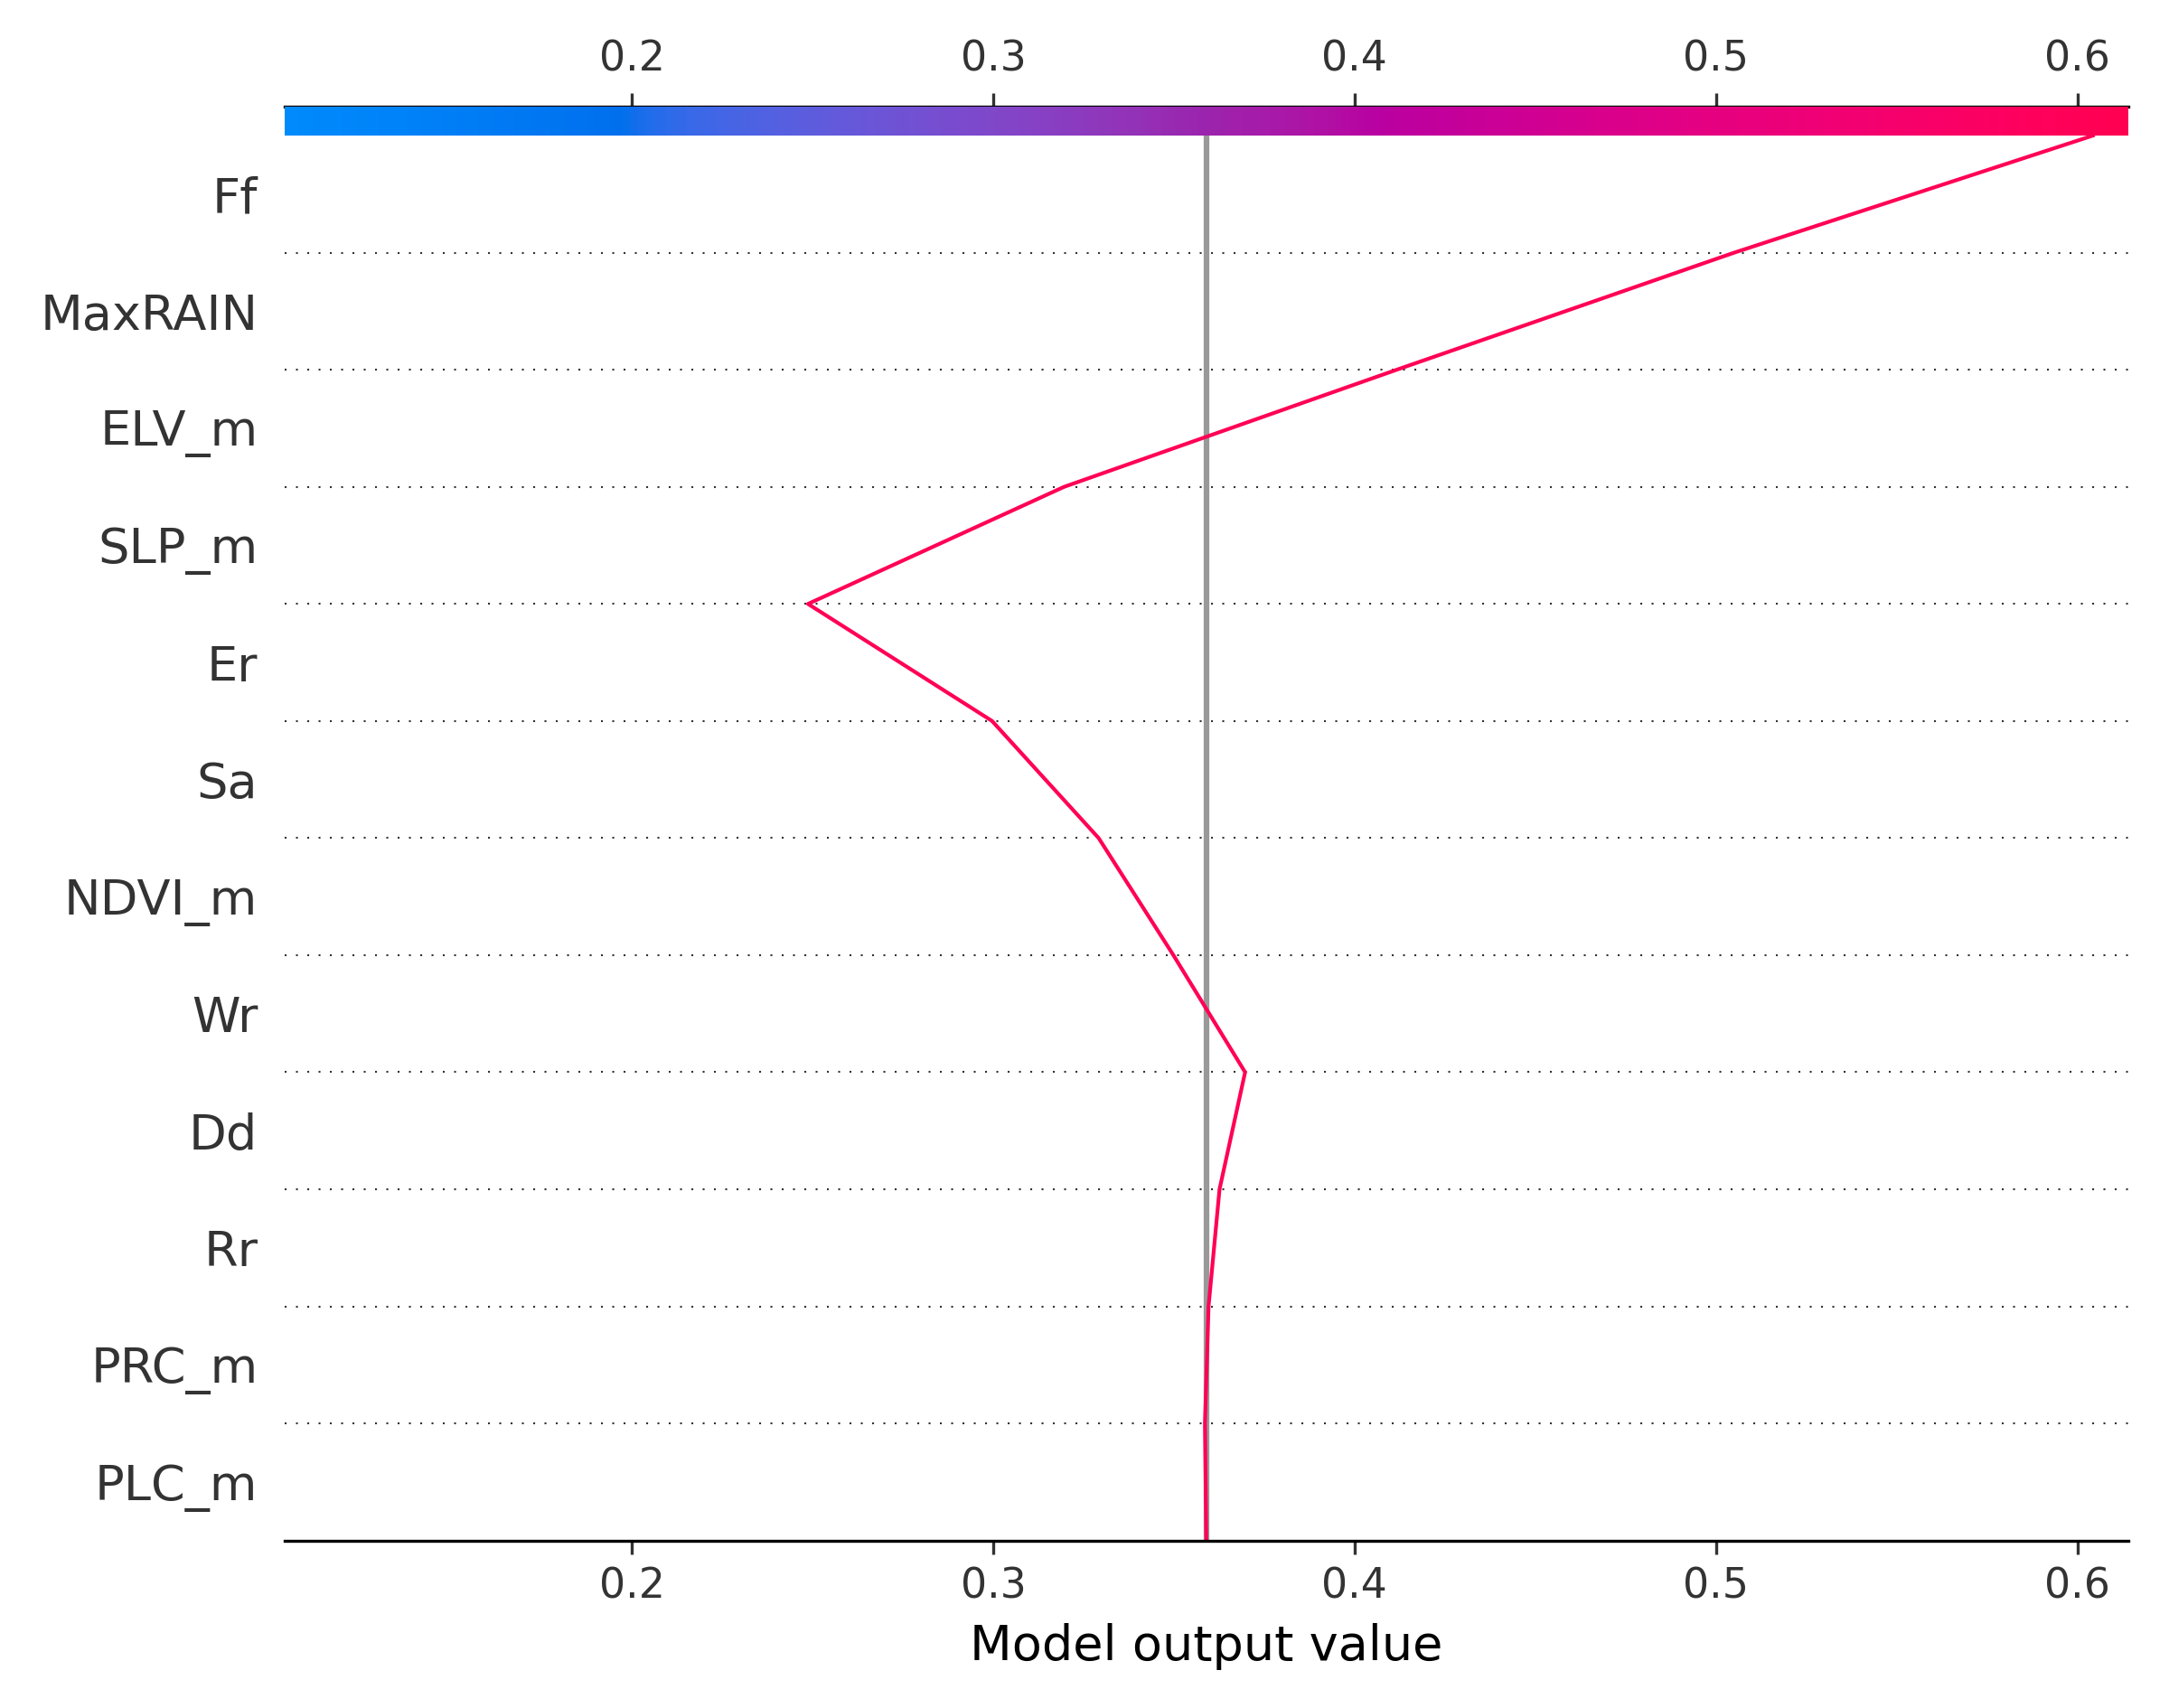 0.2 0.3 0.4 0.5 0.6
Ff
MaxRAIN
ELV_m
SLP_m
Er
Sa
NDVI_m
Wr
Dd
Rr
PRC_m
PLC_m
0.2 0.3 0.4 0.5 0.6
Model output value